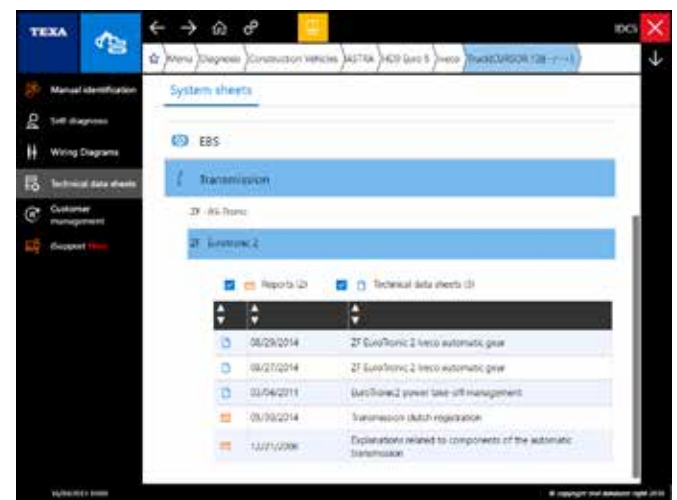 TEXA
IDC5
Menu Diagnosis Construction Vehicles ASTRA HD9 Euro 5 Iveco
Manual identification
Self-diagnosis
Wiring Diagrams
Technical data sheets
Customer management
System sheets
EBS
Transmission
ZF - AS-Tronic
ZF Eurotronic 2
Reports (2) Technical data sheets (3)
08/29/2014 ZF EuroTronic 2 Iveco automatic gear
08/27/2014 ZF EuroTronic 2 Iveco automatic gear
03/04/2011 EuroTronic2 power take-off management
Transmission clutch registration
12/21/2006 Explanations related to components of the automatic
transmission